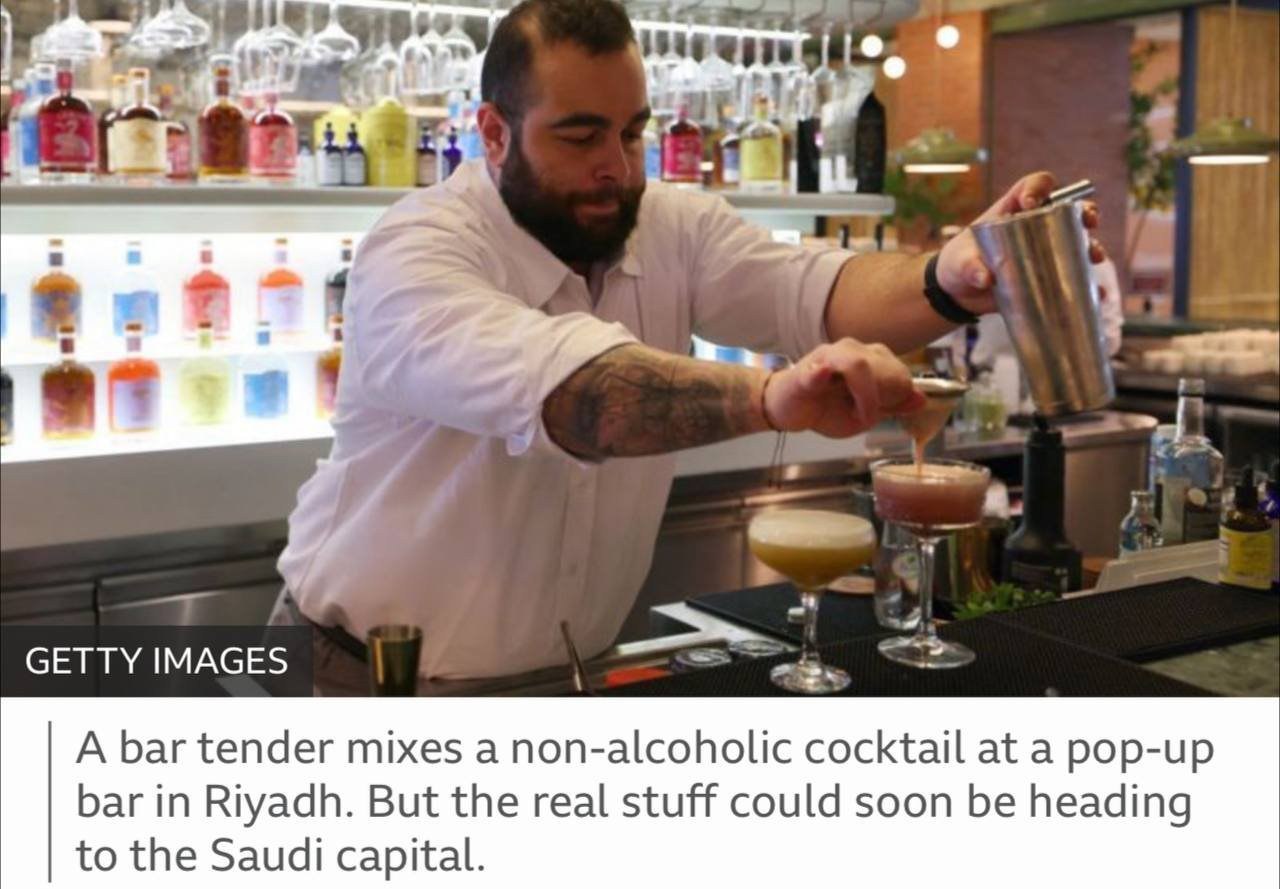 GETTY IMAGES
A bar tender mixes a non-alcoholic cocktail at a pop-up
bar in Riyadh. But the real stuff could soon be heading
to the Saudi capital.